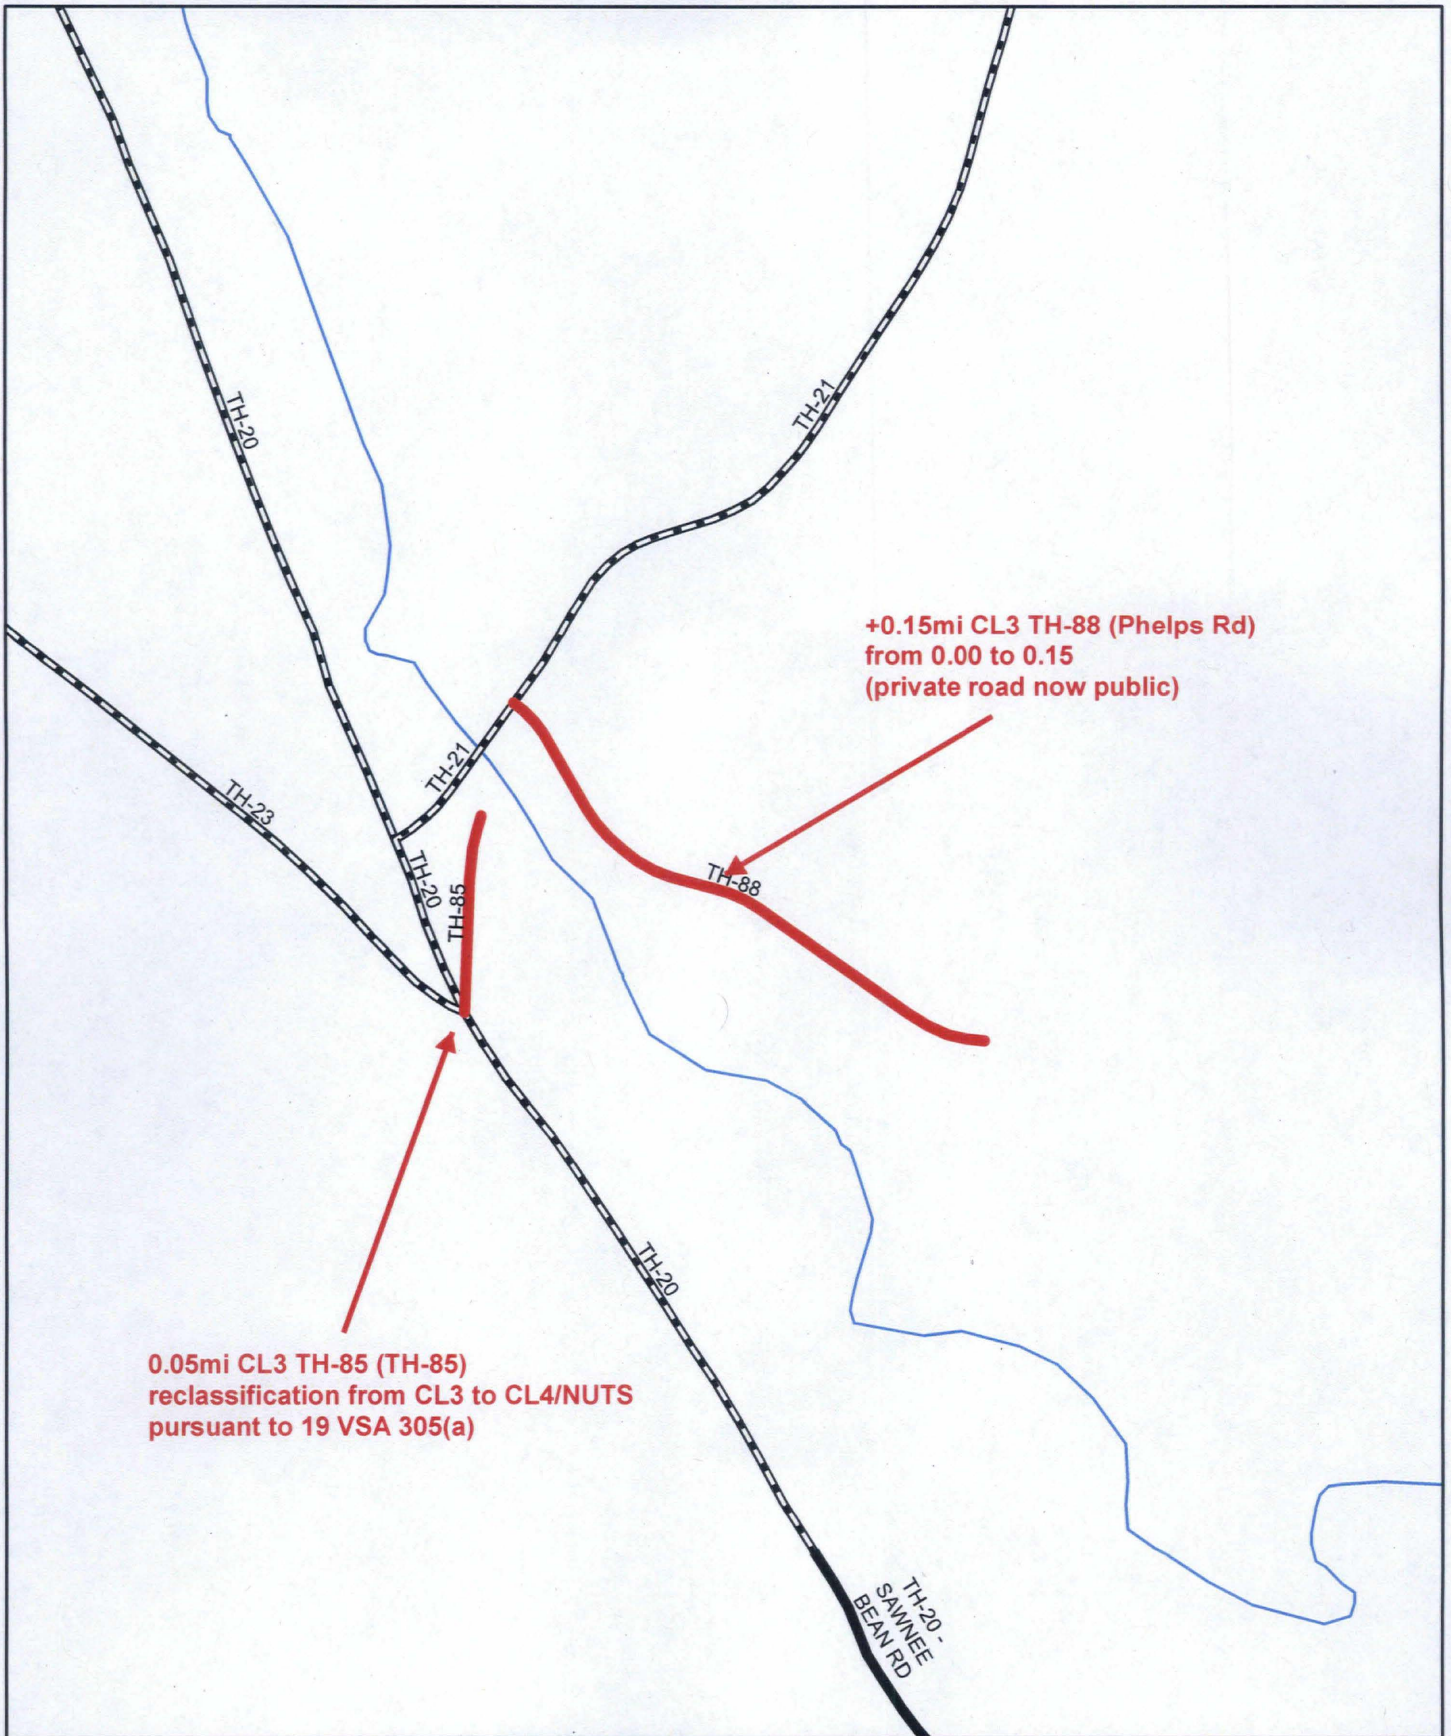 TH-20
TH-21
+0.15mi CL3 TH-88 (Phelps Rd)
from 0.00 to 0.15
(private road now public)
TH-21
TH-23
TH-20
TH-85
TH-88
TH-20
0.05mi CL3 TH-85 (TH-85)
reclassification from CL3 to CL4/NUTS
pursuant to 19 VSA 305(a)
TH-20 -
SAWNEE
BEAN RD